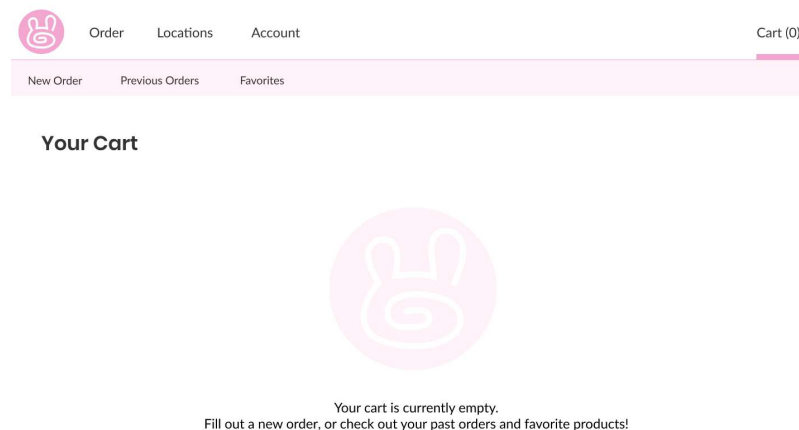 Order Locations Account Cart (0)
New Order Previous Orders Favorites
Your Cart
Your cart is currently empty.
Fill out a new order, or check out your past orders and favorite products!